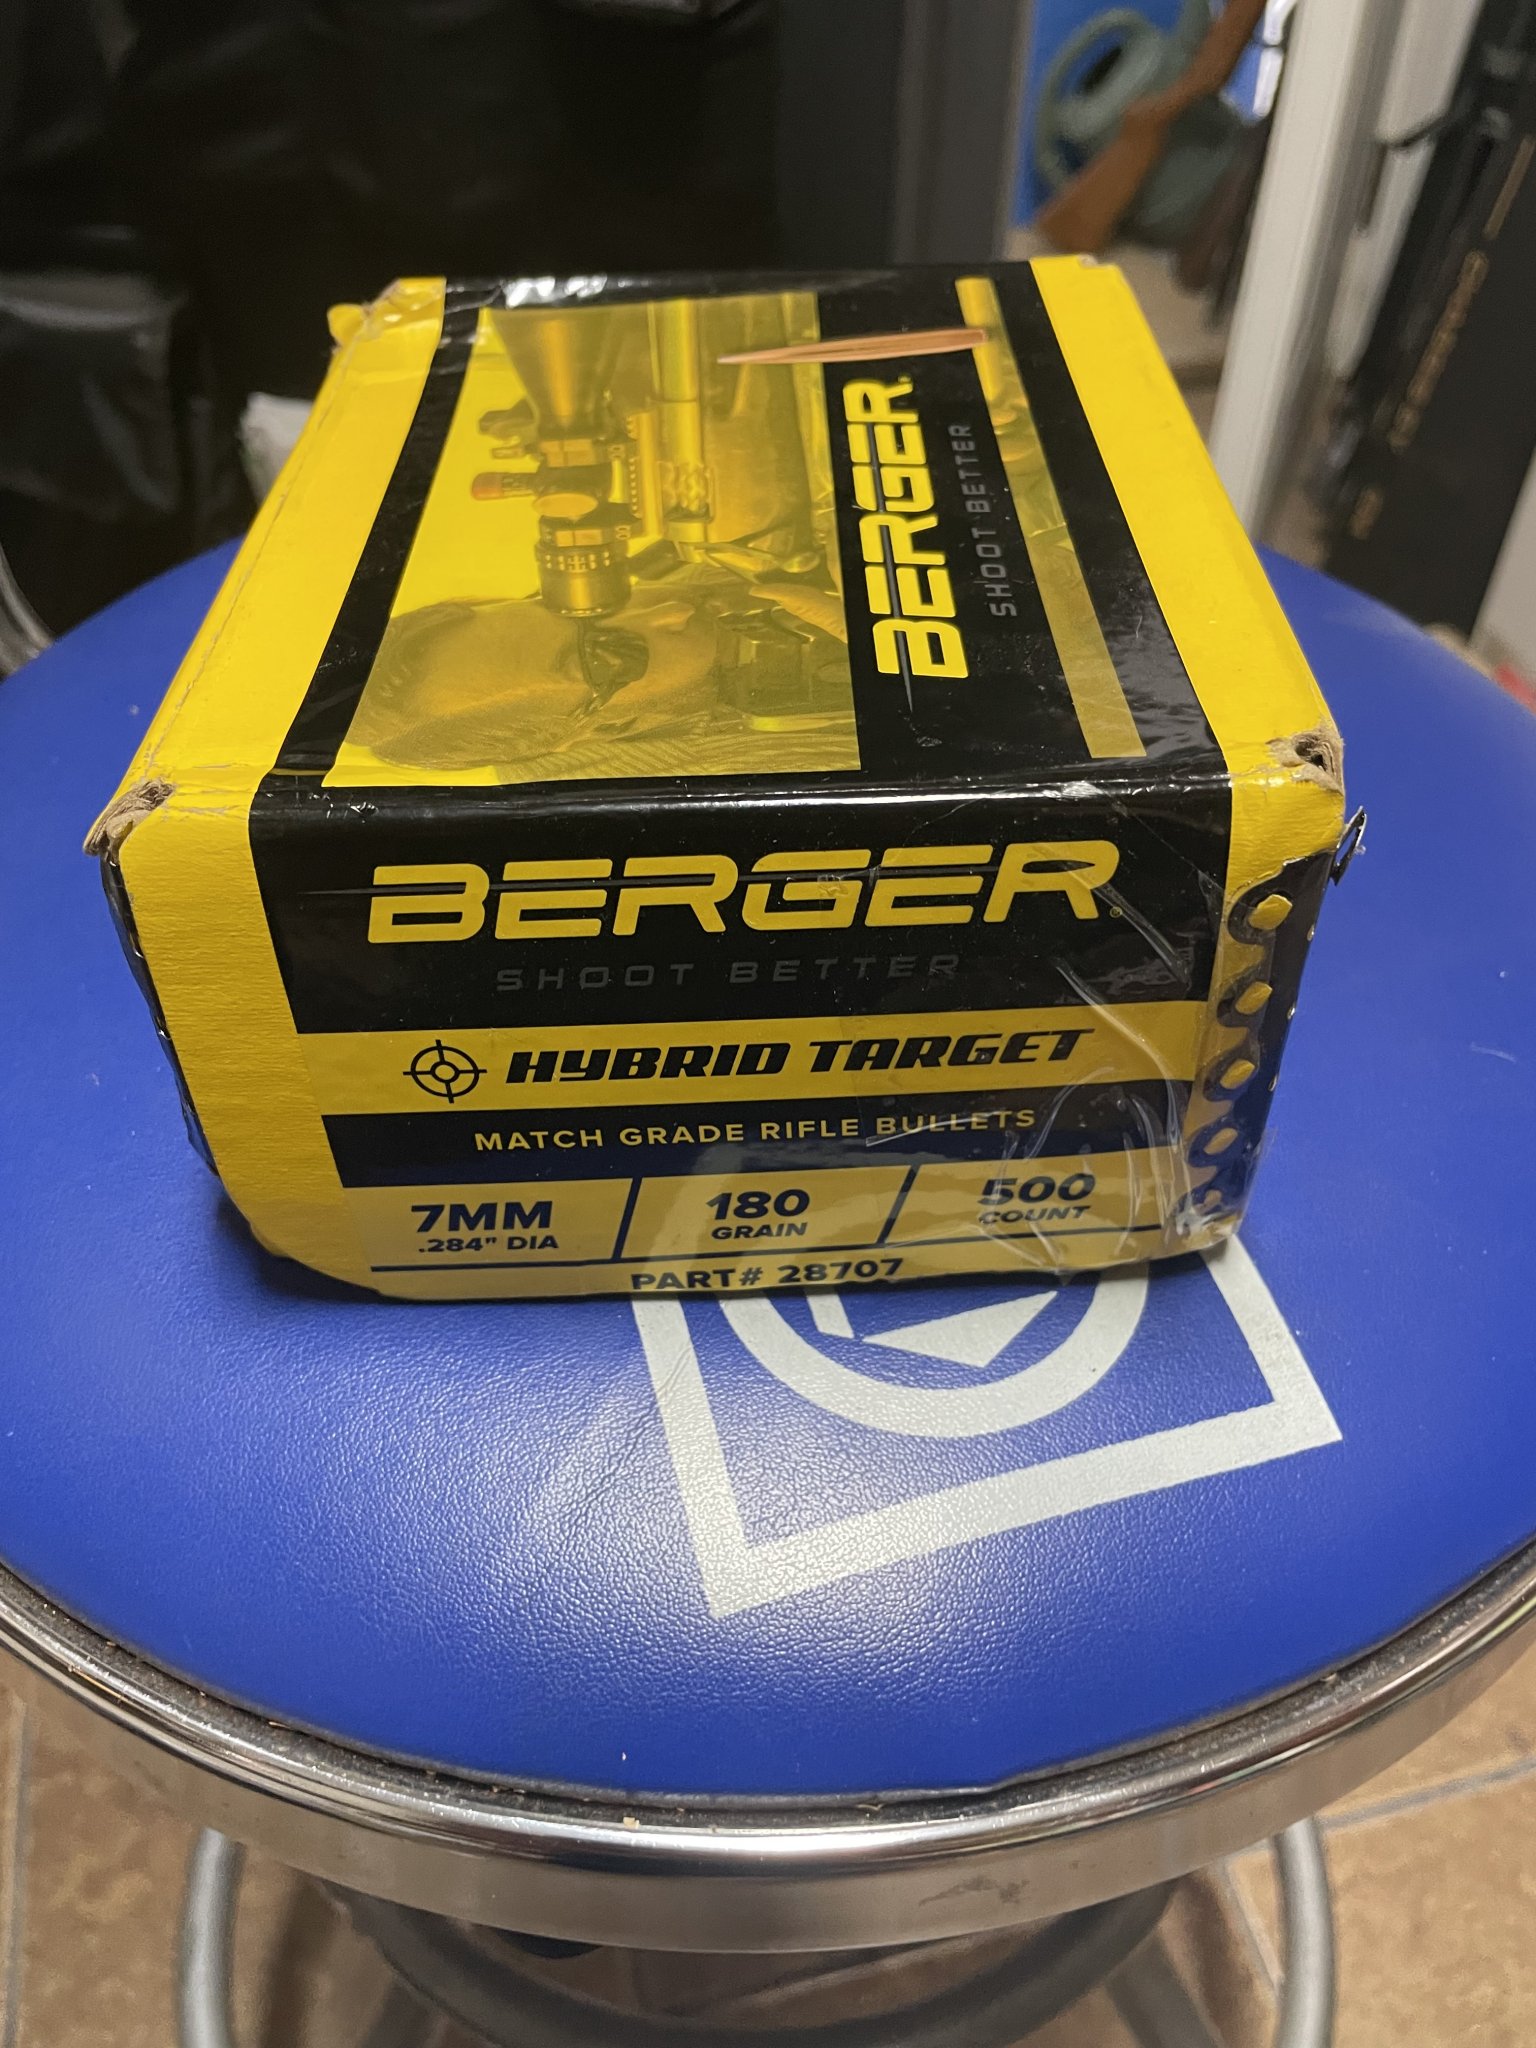 BERGER
SHOOT BETTER
BERGER®
SHOOT BETTER
HYBRID TARGET
MATCH GRADE RIFLE BULLETS
7MM
.284" DIA
180
GRAIN
500
COUNT
PART# 28707